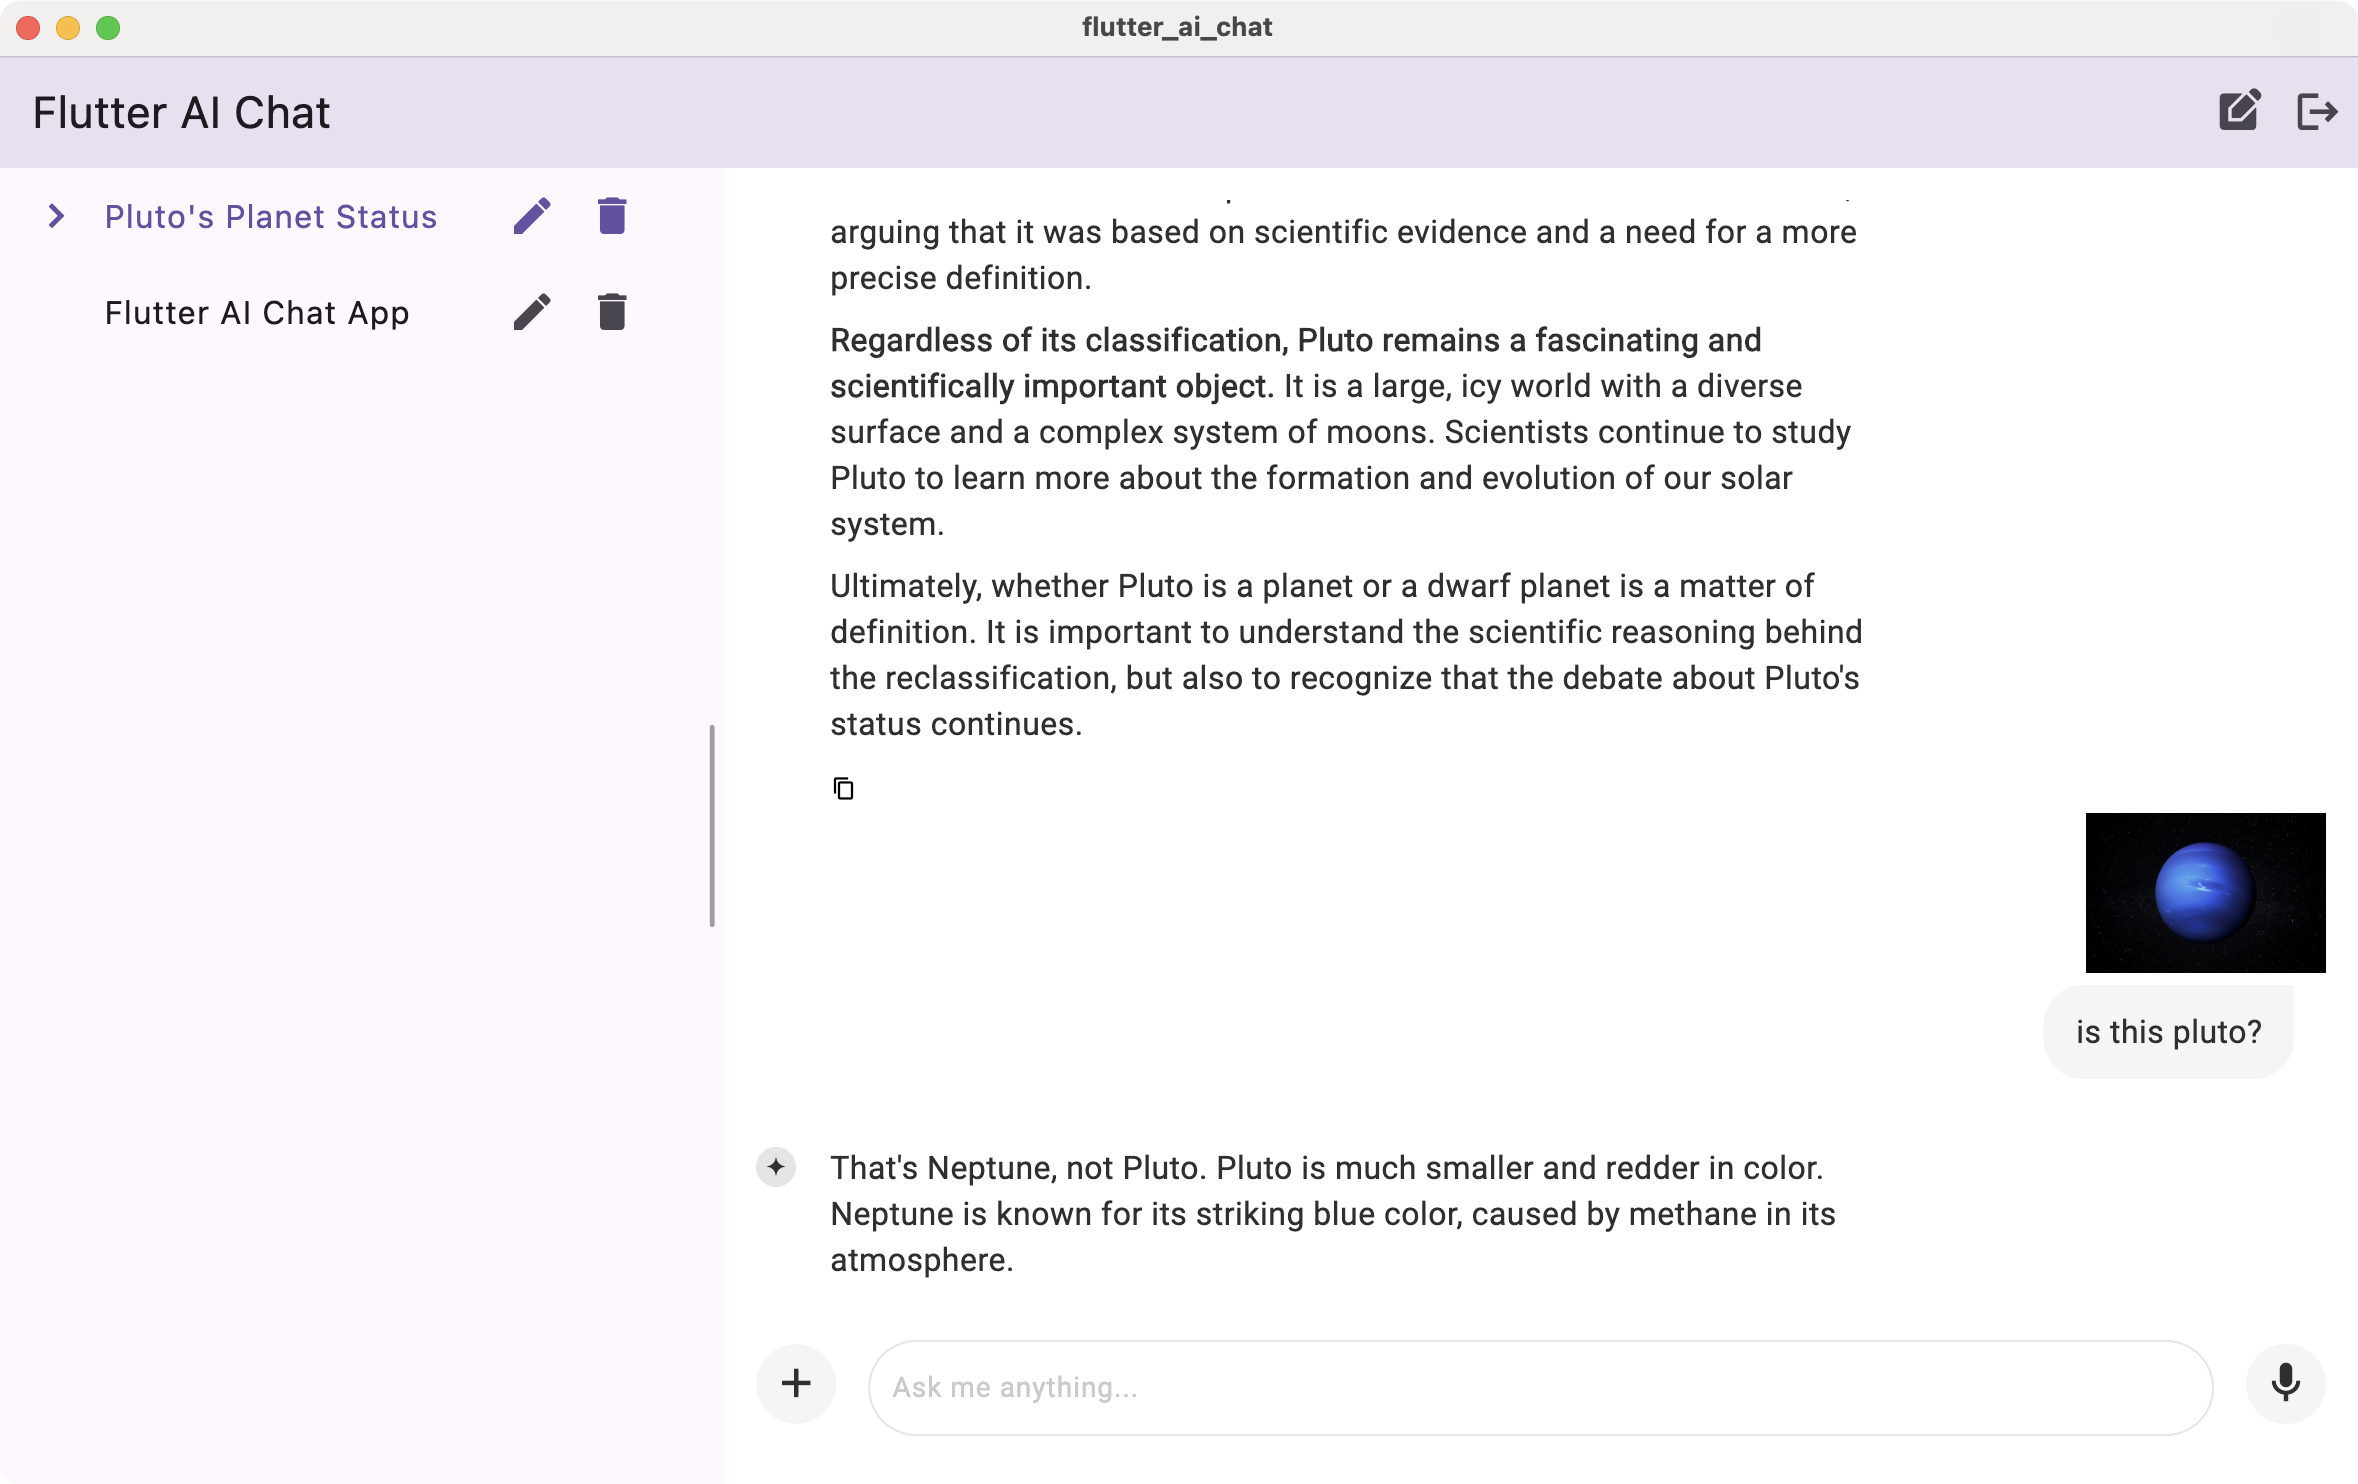 flutter_ai_chat
Flutter AI Chat
Pluto's Planet Status
Flutter AI Chat App
arguing that it was based on scientific evidence and a need for a more
precise definition.
Regardless of its classification, Pluto remains a fascinating and
scientifically important object. It is a large, icy world with a diverse
surface and a complex system of moons. Scientists continue to study
Pluto to learn more about the formation and evolution of our solar
system.
Ultimately, whether Pluto is a planet or a dwarf planet is a matter of
definition. It is important to understand the scientific reasoning behind
the reclassification, but also to recognize that the debate about Pluto's
status continues.
is this pluto?
That's Neptune, not Pluto. Pluto is much smaller and redder in color.
Neptune is known for its striking blue color, caused by methane in its
atmosphere.
Ask me anything...